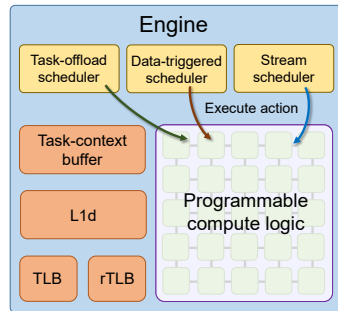 Engine
Task-offload
scheduler
Data-triggered
scheduler
Stream
scheduler
Execute action
Task-context
buffer
L1d
TLB
rTLB
Programmable
compute logic